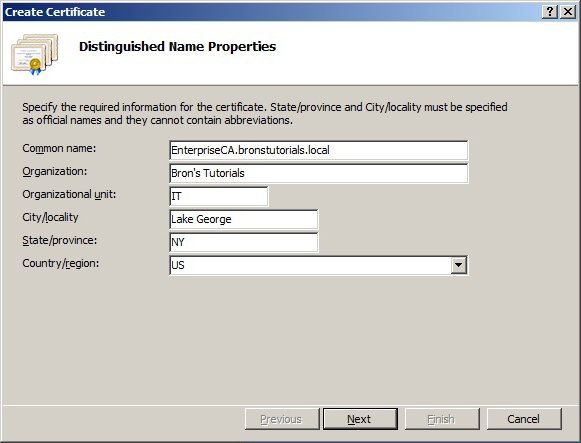 Create Certificate
Distinguished Name Properties
Specify the required information for the certificate. State/province and City/locality must be specified
as official names and they cannot contain abbreviations.
Common name: EnterpriseCA.bronstutorials.local
Organization: Bron's Tutorials
Organizational unit: IT
City/locality Lake George
State/province: NY
Country/region: US
Previous Next Finish Cancel